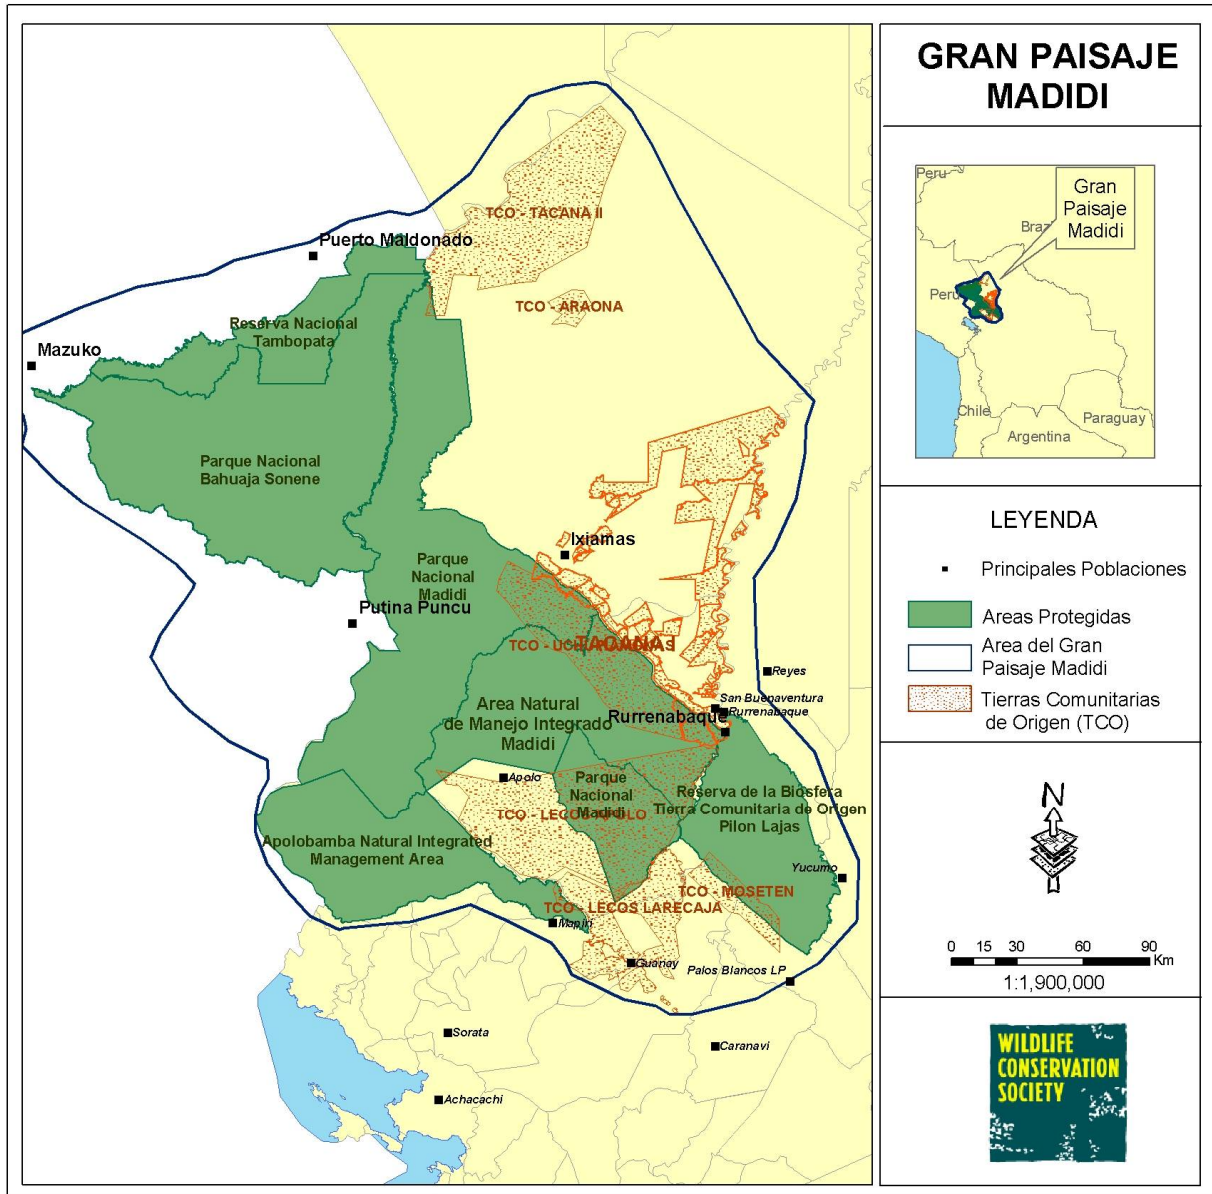 GRAN PAISAJE
MADIDI
Peru
Gran
Paisaje
Madidi
Peru
Chile
Paraguay
Argentina
LEYENDA
Principales Poblaciones
Areas Protegidas
Area del Gran
Paisaje Madidi
Tierras Comunitarias
de Origen (TCO)
N
0 15 30 60 90
Km
1:1,900,000
WILDLIFE
CONSERVATION
SOCIETY
TCO - TACANA II
Puerto Maldonado
TCO - ARAONA
Reserva Nacional
Tambopata
Mazuko
Parque Nacional
Bahuaja Sonene
Ixiamas
Parque
Nacional
Madidi
Putina Puncu
TACANA I
Reyes
San Buenaventura
Rurrenabaque
Rurrenabaque
Area Natural
de Manejo Integrado
Madidi
Apolo
Parque
Nacional
Madidi
Reserva de la Biosfera
Tierra Comunitaria de Origen
Pilon Lajas
TCO - LECOS
Apolobamba Natural Integrated
Management Area
Yucumo
TCO - MOSETEN
TCO - LECOS LARECAJA
Mapiri
Guanay
Palos Blancos LP
Sorata
Caranavi
Achacachi